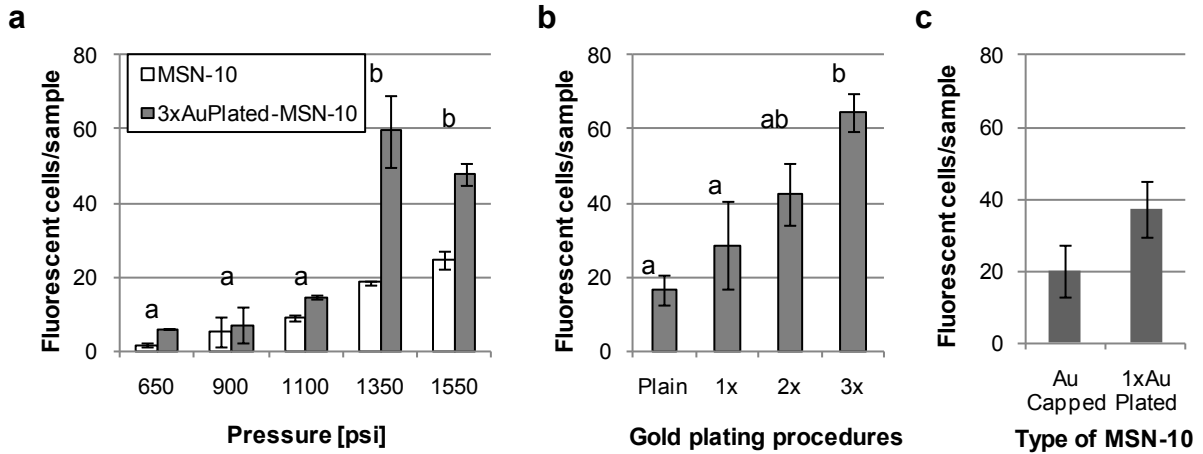 a
Fluorescent cells/sample
80
60
40
20
0
MSN-10
3xAuPlated-MSN-10
a
a
a
b
b
650 900 1100 1350 1550
Pressure [psi]
b
Fluorescent cells/sample
80
60
40
20
0
a
a
ab
b
Plain 1x 2x 3x
Gold plating procedures
c
Fluorescent cells/sample
80
60
40
20
0
Au 1xAu
Capped Plated
Type of MSN-10